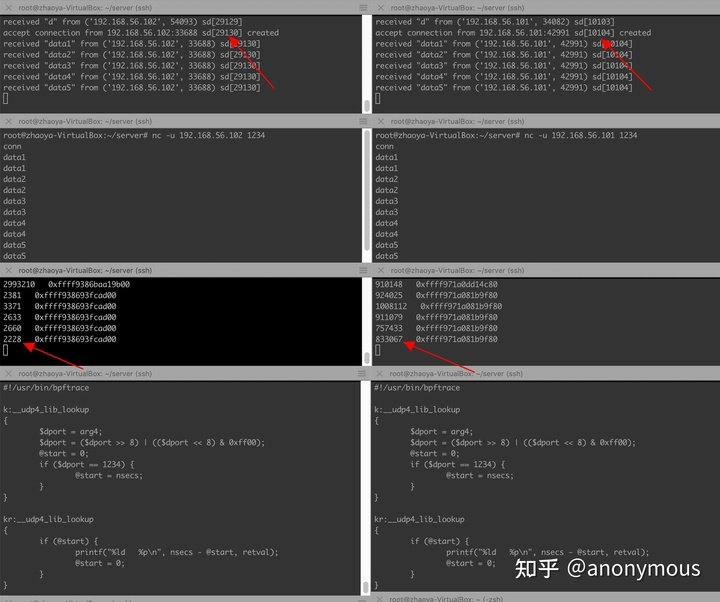 root@zhaoya-VirtualBox: ~/server (ssh)
received "d" from ('192.168.56.102', 54093) sd[29129]
accept connection from 192.168.56.102:33688 sd[29130] created
received "data1" from ('192.168.56.102', 33688) sd[29130]
received "data2" from ('192.168.56.102', 33688) sd[29130]
received "data3" from ('192.168.56.102', 33688) sd[29130]
received "data4" from ('192.168.56.102', 33688) sd[29130]
received "data5" from ('192.168.56.102', 33688) sd[29130]
root@zhaoya-VirtualBox: ~/server (ssh)
received "d" from ('192.168.56.101', 34082) sd[10103]
accept connection from 192.168.56.101:42991 sd[10104] created
received "data1" from ('192.168.56.101', 42991) sd[10104]
received "data2" from ('192.168.56.101', 42991) sd[10104]
received "data3" from ('192.168.56.101', 42991) sd[10104]
received "data4" from ('192.168.56.101', 42991) sd[10104]
received "data5" from ('192.168.56.101', 42991) sd[10104]
root@zhaoya-VirtualBox: ~/server (ssh)
root@zhaoya-VirtualBox:~/server# nc -u 192.168.56.102 1234
conn
data1
data1
data2
data2
data3
data3
data4
data4
data5
data5
root@zhaoya-VirtualBox: ~/server (ssh)
root@zhaoya-VirtualBox:~/server# nc -u 192.168.56.101 1234
conn
data1
data1
data2
data2
data3
data3
data4
data4
data5
data5
root@zhaoya-VirtualBox: ~/server (ssh)
2993210 0xffff9386baa19b00
2381 0xffff938693fcad00
3371 0xffff938693fcad00
2633 0xffff938693fcad00
2660 0xffff938693fcad00
2228 0xffff938693fcad00
root@zhaoya-VirtualBox: ~/server (ssh)
910148 0xffff971a0dd14c80
924025 0xffff971a081b9f80
1008112 0xffff971a081b9f80
911079 0xffff971a081b9f80
757433 0xffff971a081b9f80
833067 0xffff971a081b9f80
root@zhaoya-VirtualBox: ~/server (ssh)
#!/usr/bin/bpftrace
k:__udp4_lib_lookup
{
$dport = arg4;
$dport = ($dport >> 8) | (($dport << 8) & 0xff00);
@start = 0;
if ($dport == 1234) {
@start = nsecs;
}
}
kr:__udp4_lib_lookup
{
if (@start) {
printf("%ld %p\n", nsecs - @start, retval);
@start = 0;
}
}
root@zhaoya-VirtualBox: ~/server (ssh)
#!/usr/bin/bpftrace
k:__udp4_lib_lookup
{
$dport = arg4;
$dport = ($dport >> 8) | (($dport << 8) & 0xff00);
@start = 0;
if ($dport == 1234) {
@start = nsecs;
}
}
kr:__udp4_lib_lookup
{
if (@start) {
printf("%ld %p\n", nsecs - @start, retval);
@start = 0;
}
}
知乎 @anonymous